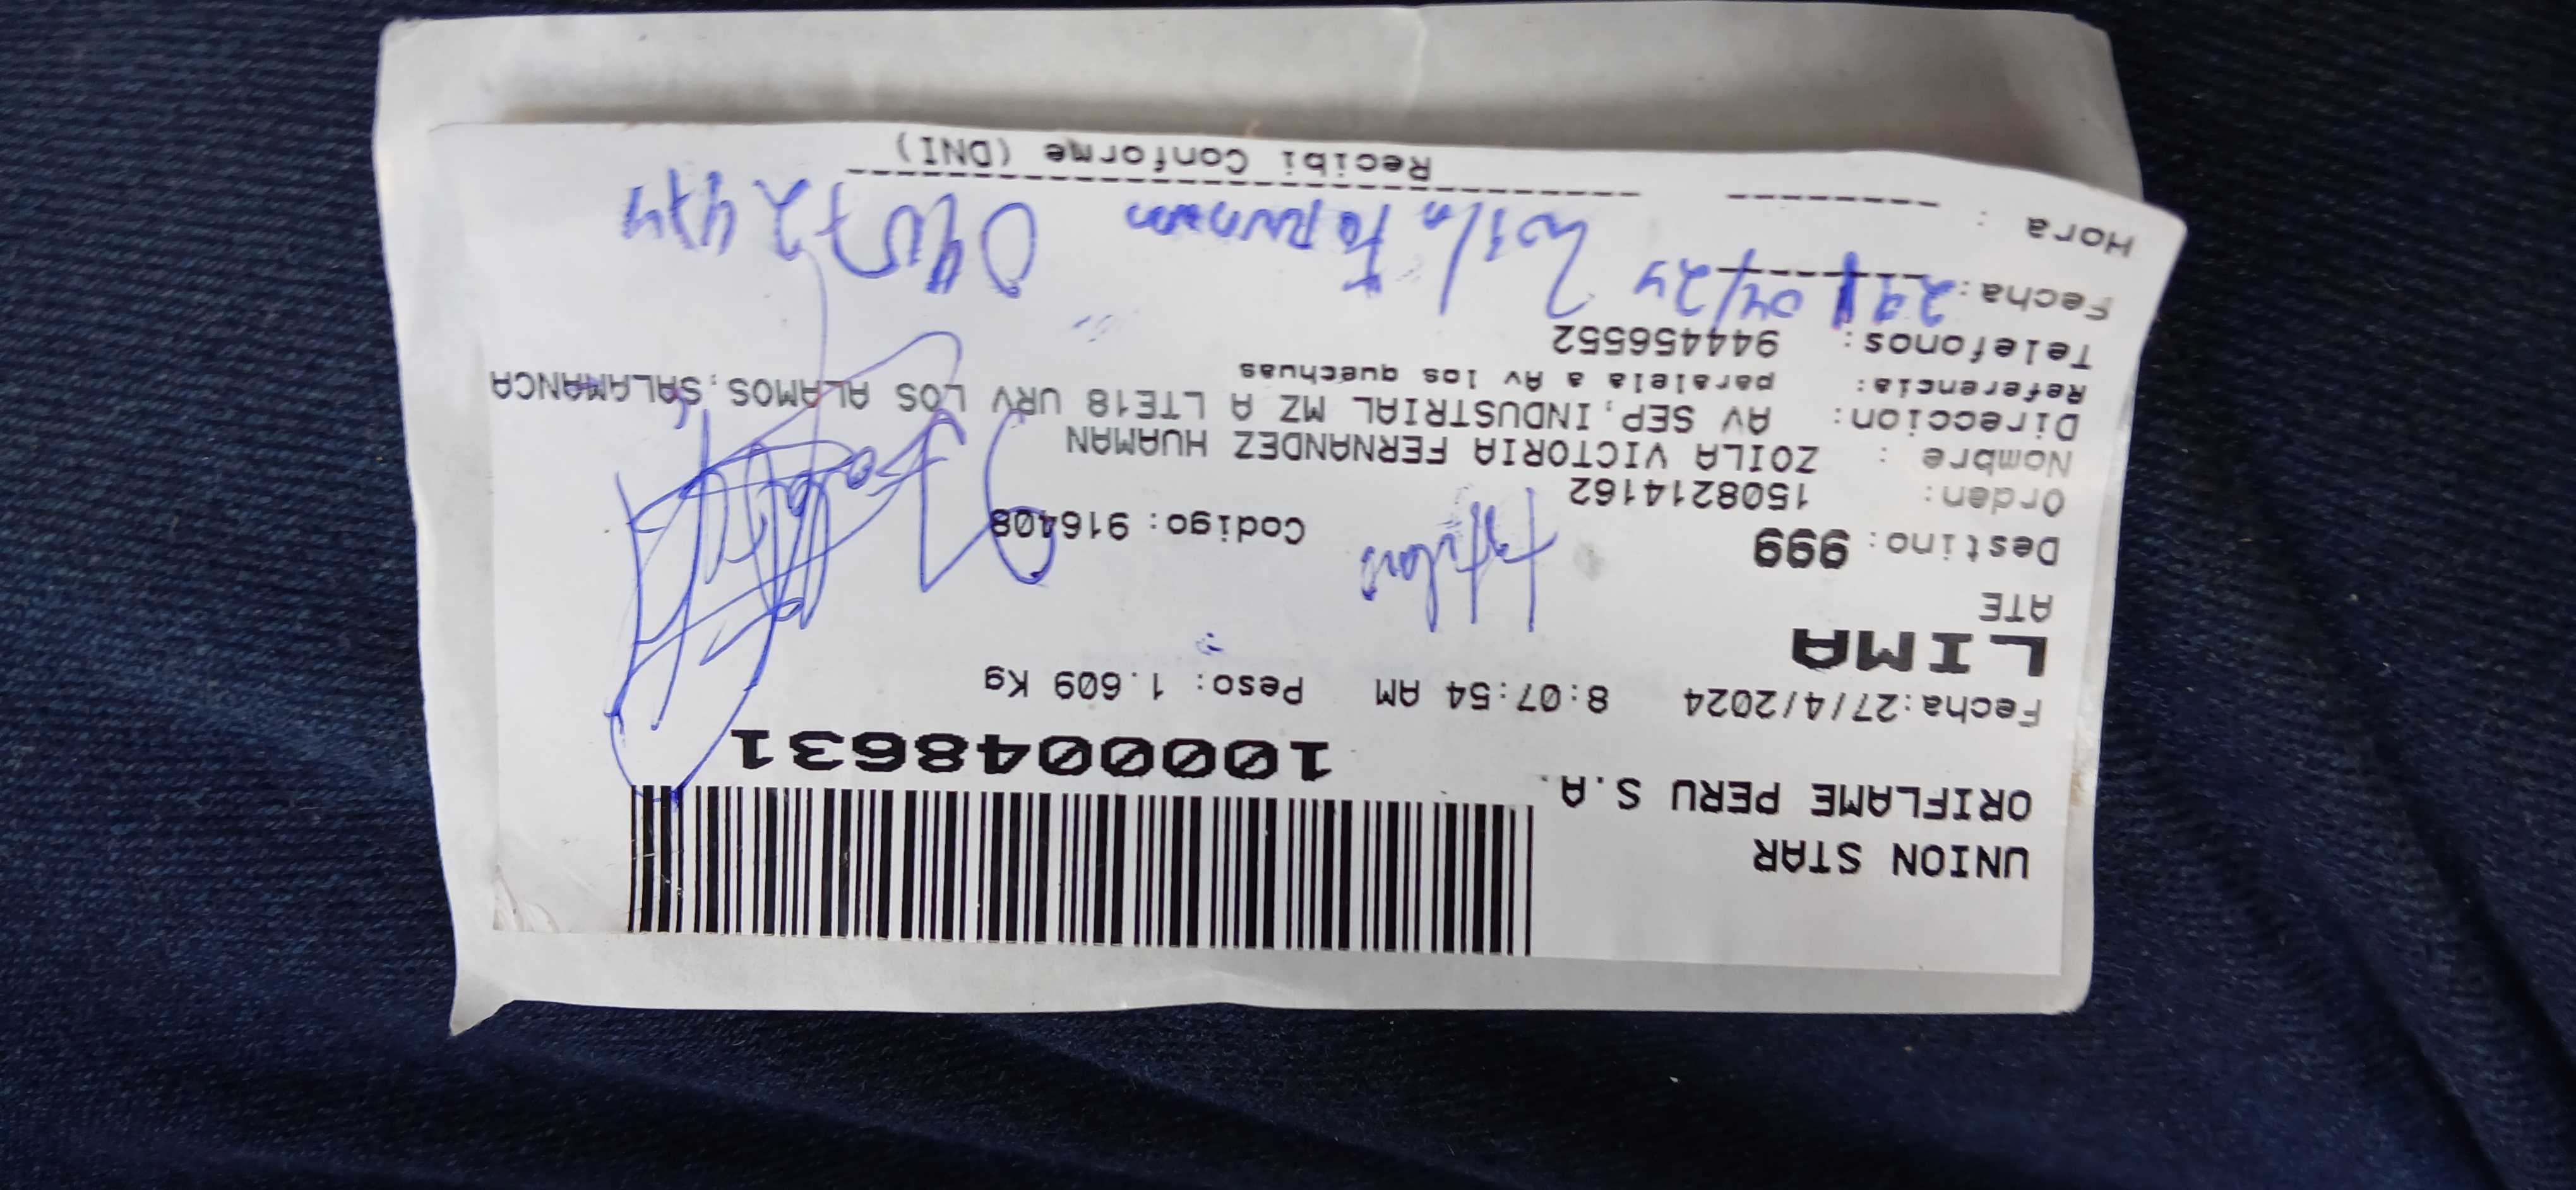 UNION STAR
ORIFLAME PERU S.A.
1000048631
Fecha:27/4/2024 8:07:54 AM Peso: 1.609 Kg
LIMA
ATE
Destino: 999 Codigo: 916408
Orden: 1508214162
Nombre : ZOILA VICTORIA FERNANDEZ HUAMAN
Direccion: AV SEP,INDUSTRIAL MZ A LTE18 URV LOS ALAMOS,SALAMANCA
Referencia: paralela a Av los quechuas
Telefonos: 944456552
Fecha: 29/04/24
Hora :
Recibi Conforme (DNI)